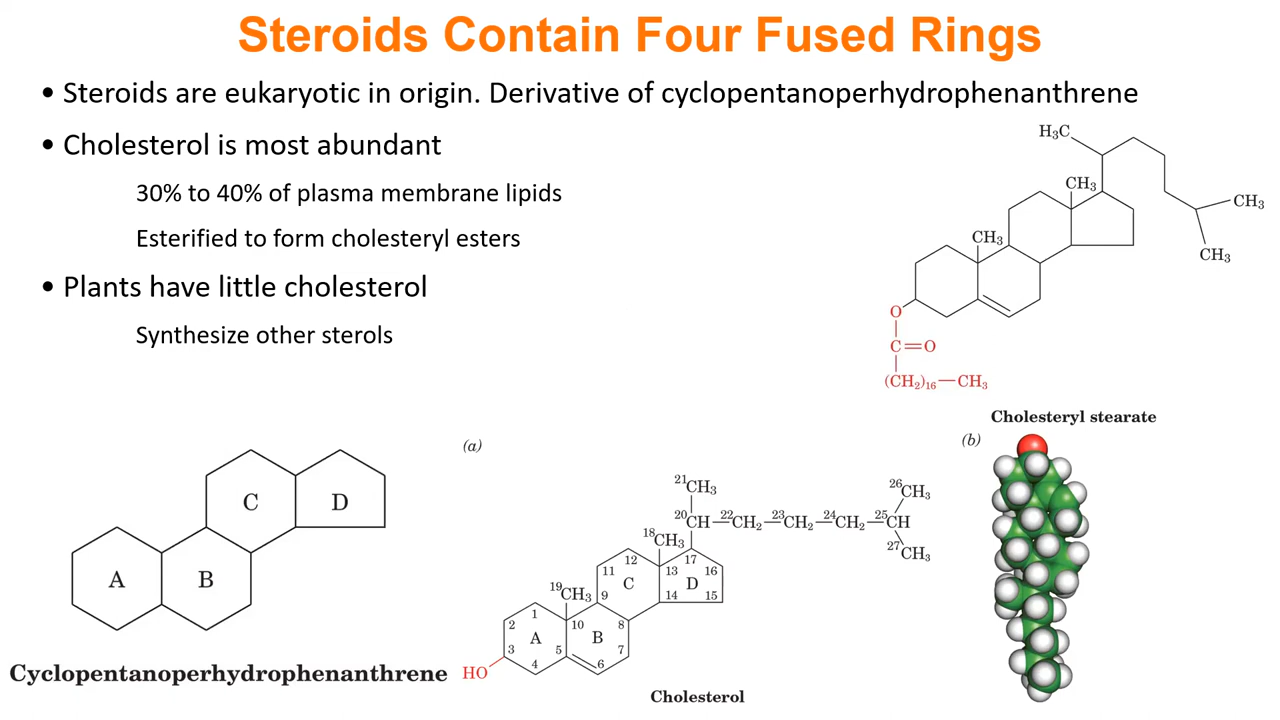 Steroids Contain Four Fused Rings
• Steroids are eukaryotic in origin. Derivative of cyclopentanoperhydrophenanthrene
• Cholesterol is most abundant
30% to 40% of plasma membrane lipids
Esterified to form cholesteryl esters
• Plants have little cholesterol
Synthesize other sterols
H₃C
CH₃
CH₃
CH₃
CH₃
O
C=O
(CH₂)₁₆—CH₃
Cholesteryl stearate
C
D
A
B
Cyclopentanoperhydrophenanthrene
(a)
²¹CH₃
²⁶CH₃
²⁰CH—²²CH₂—²³CH₂—²⁴CH₂—²⁵CH
²⁷CH₃
¹⁸CH₃
17
12
11
13
16
C
D
¹⁹CH₃
9
14
15
1
2
10
8
A
B
3
5
7
4
6
HO
Cholesterol
(b)